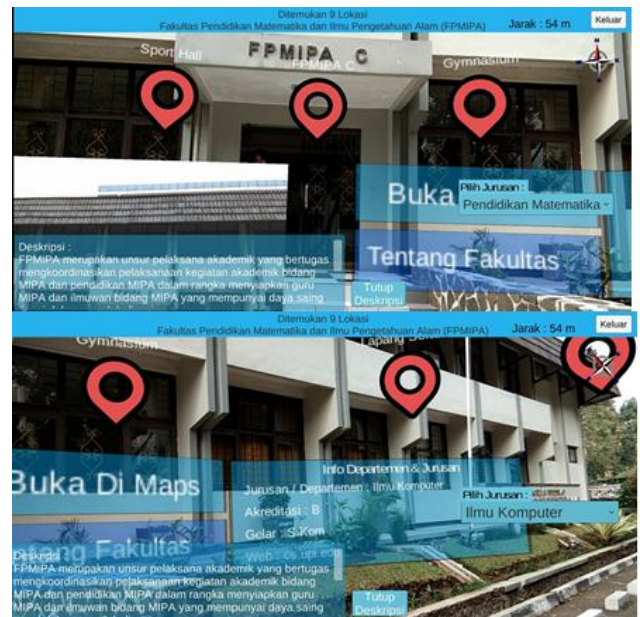 Ditemukan 9 Lokasi
Fakultas Pendidikan Matematika dan Ilmu Pengetahuan Alam (FPMIPA)
Jarak : 54 m
Keluar
Sport Hall
FPMIPA C
FPMIPA C
Gymnasium
Buka
Pilih Jurusan :
Pendidikan Matematika
Tentang Fakultas
Deskripsi :
FPMIPA merupakan unsur pelaksana akademik yang bertugas
mengkoordinasikan pelaksanaan kegiatan akademik bidang
MIPA dan pendidikan MIPA dalam rangka menyiapkan guru
MIPA dan ilmuwan bidang MIPA yang mempunyai daya saing
Tutup
Deskripsi
Ditemukan 9 Lokasi
Fakultas Pendidikan Matematika dan Ilmu Pengetahuan Alam (FPMIPA)
Jarak : 54 m
Keluar
Gymnasium
Lapang
Buka Di Maps
Info Departemen & Jurusan
Jurusan / Departemen : Ilmu Komputer
Akreditasi : B
Gelar : S.Kom
Web : cs.upi.edu
Pilih Jurusan :
Ilmu Komputer
Fakultas
Deskripsi :
FPMIPA merupakan unsur pelaksana akademik yang bertugas
mengkoordinasikan pelaksanaan kegiatan akademik bidang
MIPA dan pendidikan MIPA dalam rangka menyiapkan guru
MIPA dan ilmuwan bidang MIPA yang mempunyai daya saing
Tutup
Deskripsi